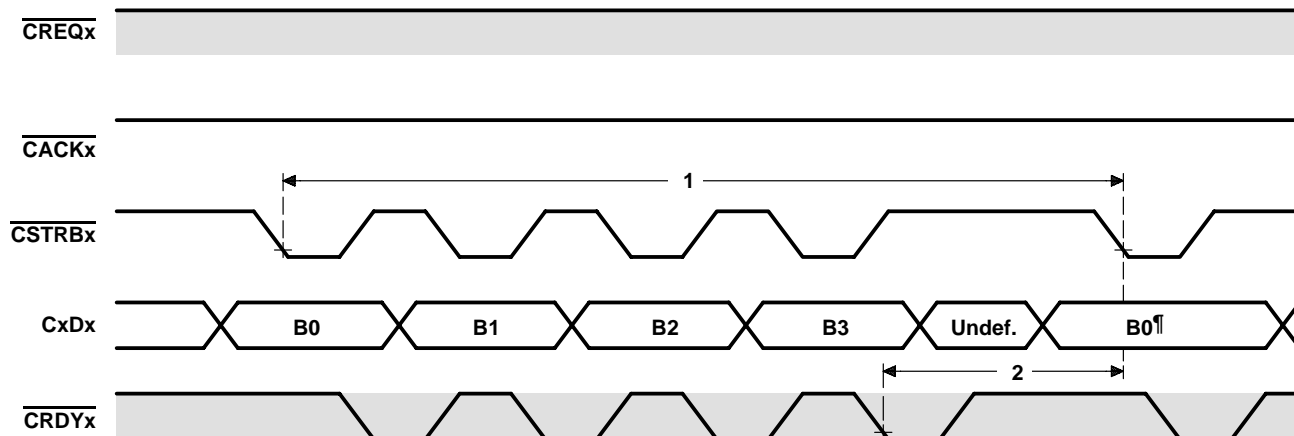 CREQx
CACKx
1
CSTRBx
CxDx B0 B1 B2 B3 Undef. B0¶
2
CRDYx